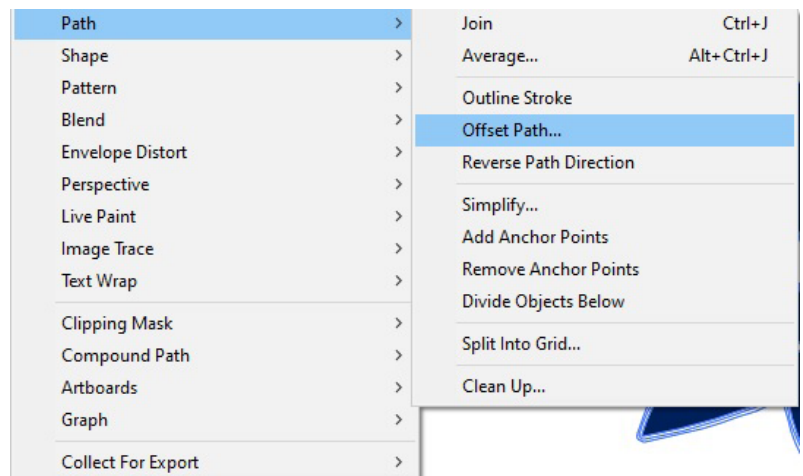 Path
Shape
Pattern
Blend
Envelope Distort
Perspective
Live Paint
Image Trace
Text Wrap
Clipping Mask
Compound Path
Artboards
Graph
Collect For Export
Join Ctrl+J
Average... Alt+Ctrl+J
Outline Stroke
Offset Path...
Reverse Path Direction
Simplify...
Add Anchor Points
Remove Anchor Points
Divide Objects Below
Split Into Grid...
Clean Up...